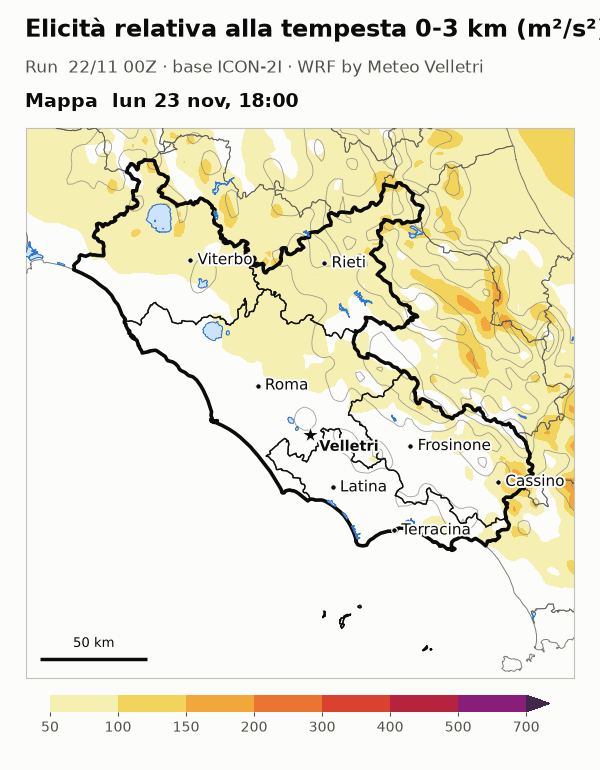 Elicità relativa alla tempesta 0-3 km (m²/s²)
Run 22/11 00Z · base ICON-2I · WRF by Meteo Velletri
Mappa lun 23 nov, 18:00
Viterbo
Rieti
Roma
Velletri
Frosinone
Cassino
Latina
Terracina
50 km
50 100 150 200 300 400 500 700